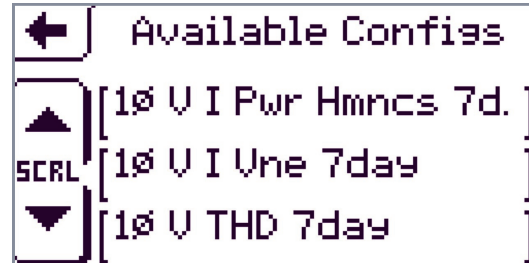 Available Configs
[1ø V I Pwr Hmncs 7d. ]
SCRL
[1ø V I Vne 7day ]
[1ø V THD 7day ]